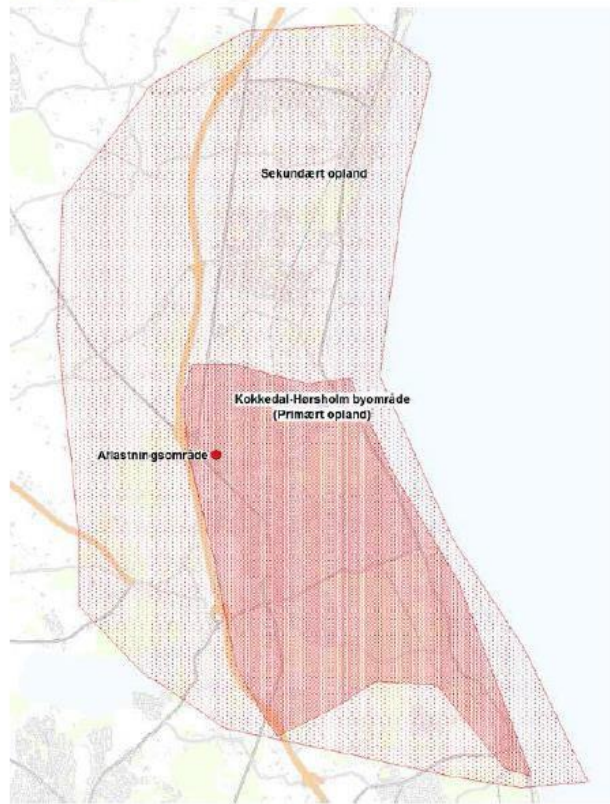 Sekundært opland
Kokkedal-Hørsholm byområde
(Primært opland)
Aflastningsområde